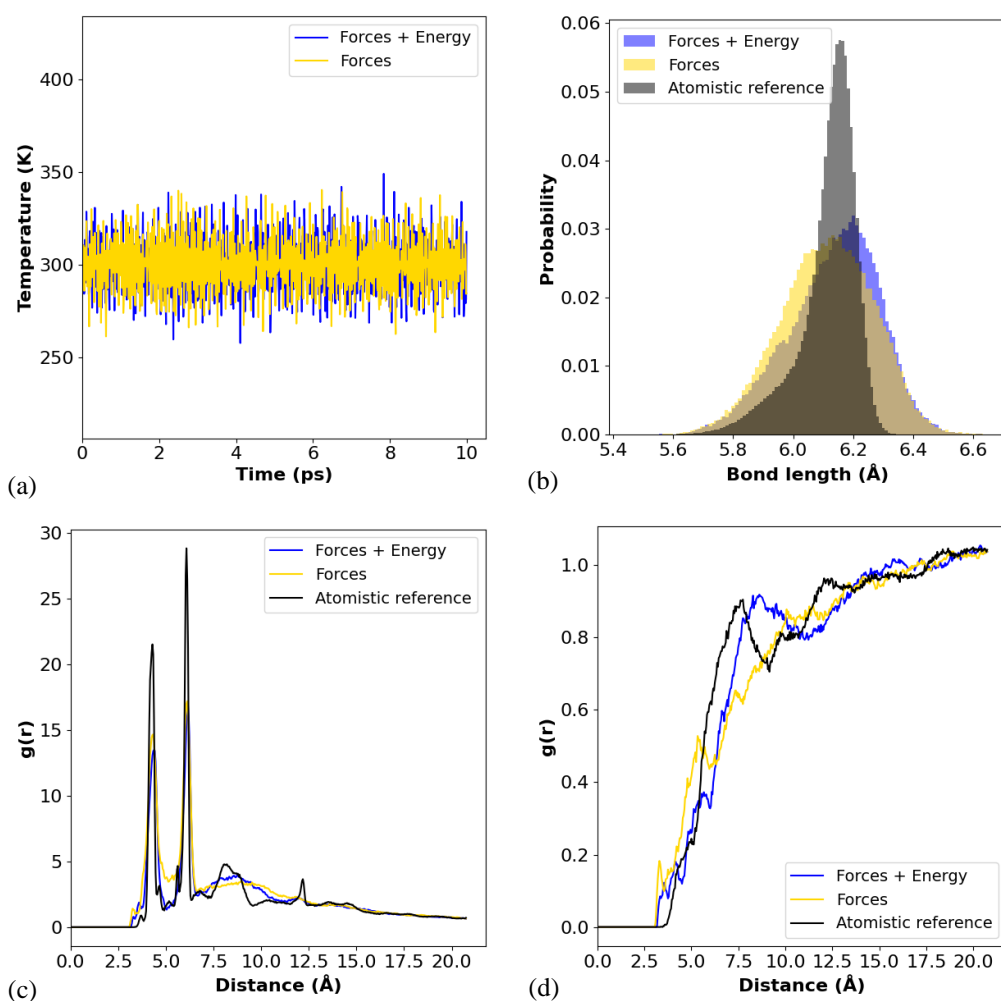 400
350
300
250
Temperature (K)
0 2 4 6 8 10
Time (ps)
Forces + Energy
Forces
(a)
0.06
0.05
0.04
0.03
0.02
0.01
0.00
Probability
5.4 5.6 5.8 6.0 6.2 6.4 6.6
Bond length (Å)
Forces + Energy
Forces
Atomistic reference
(b)
30
25
20
15
10
5
0
g(r)
0.0 2.5 5.0 7.5 10.0 12.5 15.0 17.5 20.0
Distance (Å)
Forces + Energy
Forces
Atomistic reference
(c)
1.0
0.8
0.6
0.4
0.2
0.0
g(r)
0.0 2.5 5.0 7.5 10.0 12.5 15.0 17.5 20.0
Distance (Å)
Forces + Energy
Forces
Atomistic reference
(d)